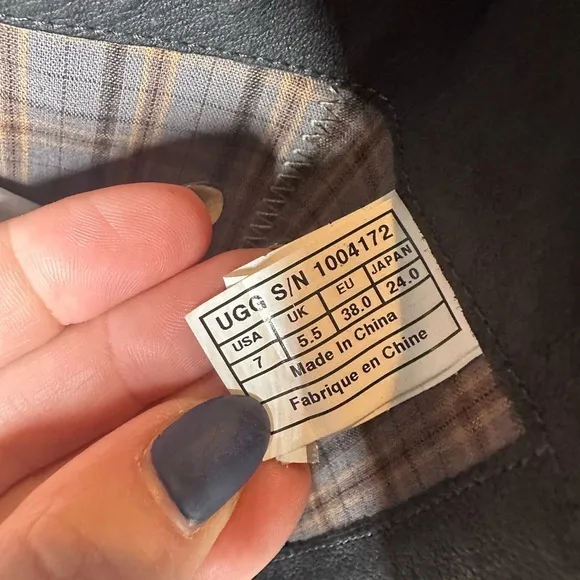 UGG S/N 1004172
USA UK EU JAPAN
7 5.5 38.0 24.0
Made In China
Fabrique en Chine